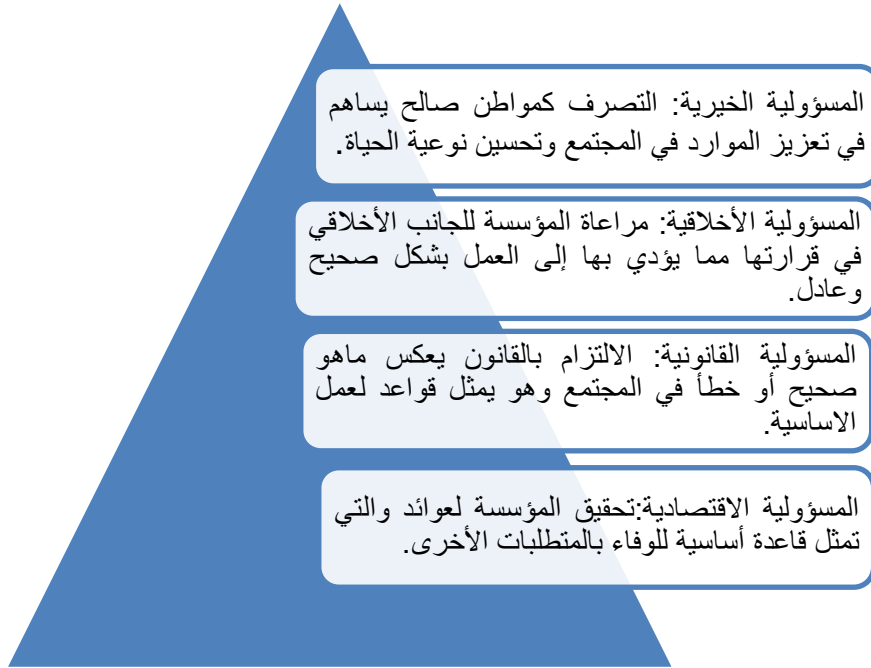 المسؤولية الخيرية: التصرف كمواطن صالح يساهم
في تعزيز الموارد في المجتمع وتحسين نوعية الحياة.
المسؤولية الأخلاقية: مراعاة المؤسسة للجانب الأخلاقي
في قرارتها مما يؤدي بها إلى العمل بشكل صحيح
وعادل.
المسؤولية القانونية: الالتزام بالقانون يعكس ماهو
صحيح أو خطأ في المجتمع وهو يمثل قواعد لعمل
الاساسية.
المسؤولية الاقتصادية:تحقيق المؤسسة لعوائد والتي
تمثل قاعدة أساسية للوفاء بالمتطلبات الأخرى.